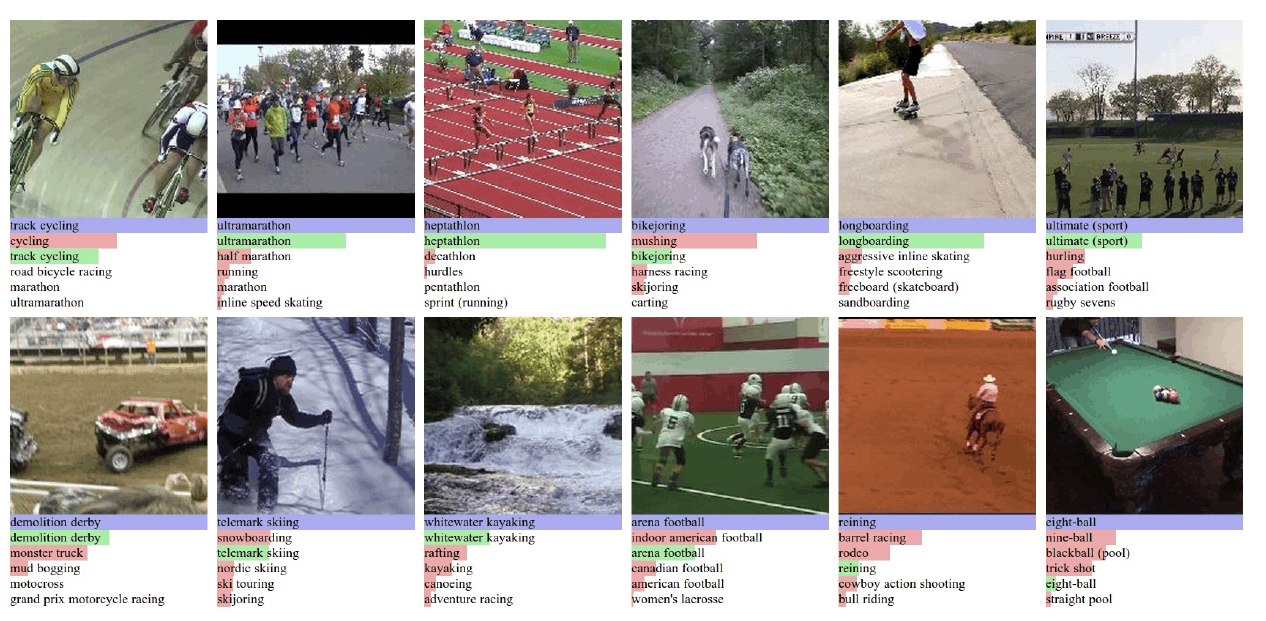 MPIRE 1 BREEZE 0
track cycling
cycling
track cycling
road bicycle racing
marathon
ultramarathon
ultramarathon
ultramarathon
half marathon
running
marathon
inline speed skating
heptathlon
heptathlon
decathlon
hurdles
pentathlon
sprint (running)
bikejoring
mushing
bikejoring
harness racing
skijoring
carting
longboarding
longboarding
aggressive inline skating
freestyle scootering
freeboard (skateboard)
sandboarding
ultimate (sport)
ultimate (sport)
hurling
flag football
association football
rugby sevens
demolition derby
demolition derby
monster truck
mud bogging
motocross
grand prix motorcycle racing
telemark skiing
snowboarding
telemark skiing
nordic skiing
ski touring
skijoring
whitewater kayaking
whitewater kayaking
rafting
kayaking
canoeing
adventure racing
arena football
indoor american football
arena football
canadian football
american football
women's lacrosse
reining
barrel racing
rodeo
reining
cowboy action shooting
bull riding
eight-ball
nine-ball
blackball (pool)
trick shot
eight-ball
straight pool